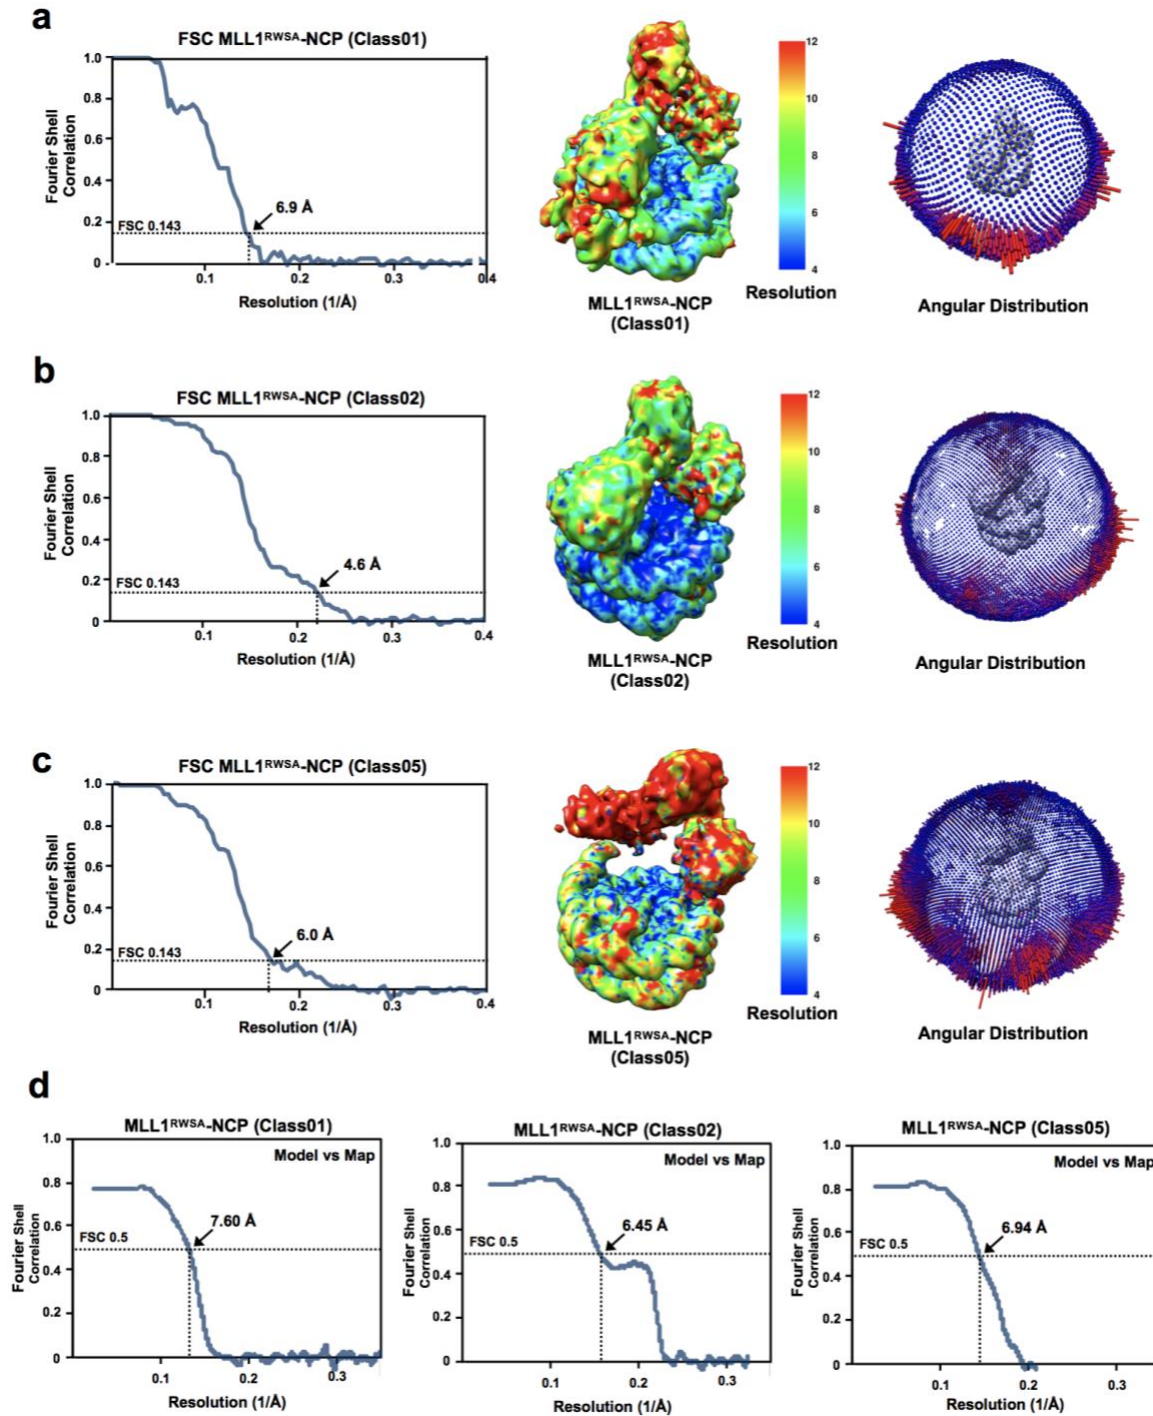 a
FSC MLL1ᴿᵂˢᴬ-NCP (Class01)
1.0
0.8
0.6
0.4
0.2
0
Fourier Shell
Correlation
FSC 0.143
6.9 Å
0.1
0.2
0.3
0.4
Resolution (1/Å)
MLL1ᴿᵂˢᴬ-NCP
(Class01)
12
10
8
6
4
Resolution
Angular Distribution
b
FSC MLL1ᴿᵂˢᴬ-NCP (Class02)
1.0
0.8
0.6
0.4
0.2
0
Fourier Shell
Correlation
FSC 0.143
4.6 Å
0.1
0.2
0.3
0.4
Resolution (1/Å)
MLL1ᴿᵂˢᴬ-NCP
(Class02)
12
10
8
6
4
Resolution
Angular Distribution
c
FSC MLL1ᴿᵂˢᴬ-NCP (Class05)
1.0
0.8
0.6
0.4
0.2
0
Fourier Shell
Correlation
FSC 0.143
6.0 Å
0.1
0.2
0.3
0.4
Resolution (1/Å)
MLL1ᴿᵂˢᴬ-NCP
(Class05)
12
10
8
6
4
Resolution
Angular Distribution
d
MLL1ᴿᵂˢᴬ-NCP (Class01)
Model vs Map
1.0
0.8
0.6
0.4
0.2
0
Fourier Shell
Correlation
FSC 0.5
7.60 Å
0.1
0.2
0.3
Resolution (1/Å)
MLL1ᴿᵂˢᴬ-NCP (Class02)
Model vs Map
1.0
0.8
0.6
0.4
0.2
0
Fourier Shell
Correlation
FSC 0.5
6.45 Å
0.1
0.2
0.3
Resolution (1/Å)
MLL1ᴿᵂˢᴬ-NCP (Class05)
Model vs Map
1.0
0.8
0.6
0.4
0.2
0
Fourier Shell
Correlation
FSC 0.5
6.94 Å
0.1
0.2
0.3
Resolution (1/Å)